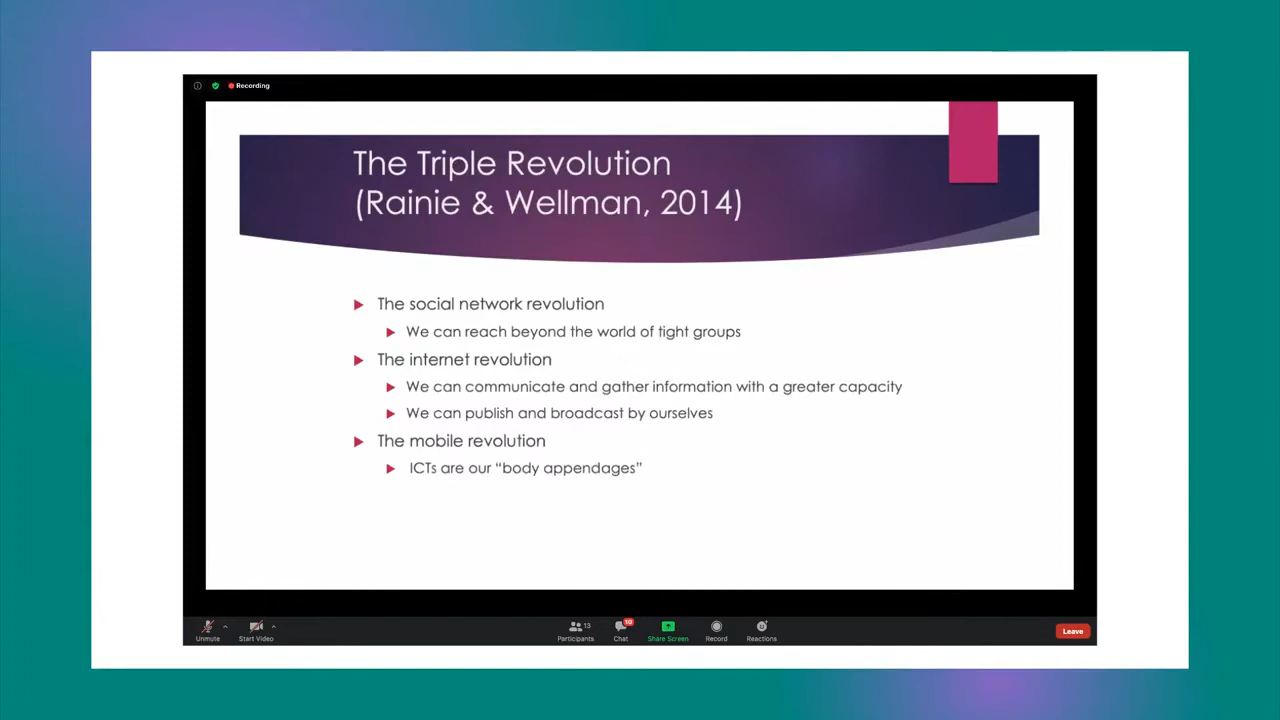 Recording
The Triple Revolution
(Rainie & Wellman, 2014)
The social network revolution
We can reach beyond the world of tight groups
The internet revolution
We can communicate and gather information with a greater capacity
We can publish and broadcast by ourselves
The mobile revolution
ICTs are our “body appendages”
Unmute
Start Video
13
Participants
10
Chat
Share Screen
Record
Reactions
Leave